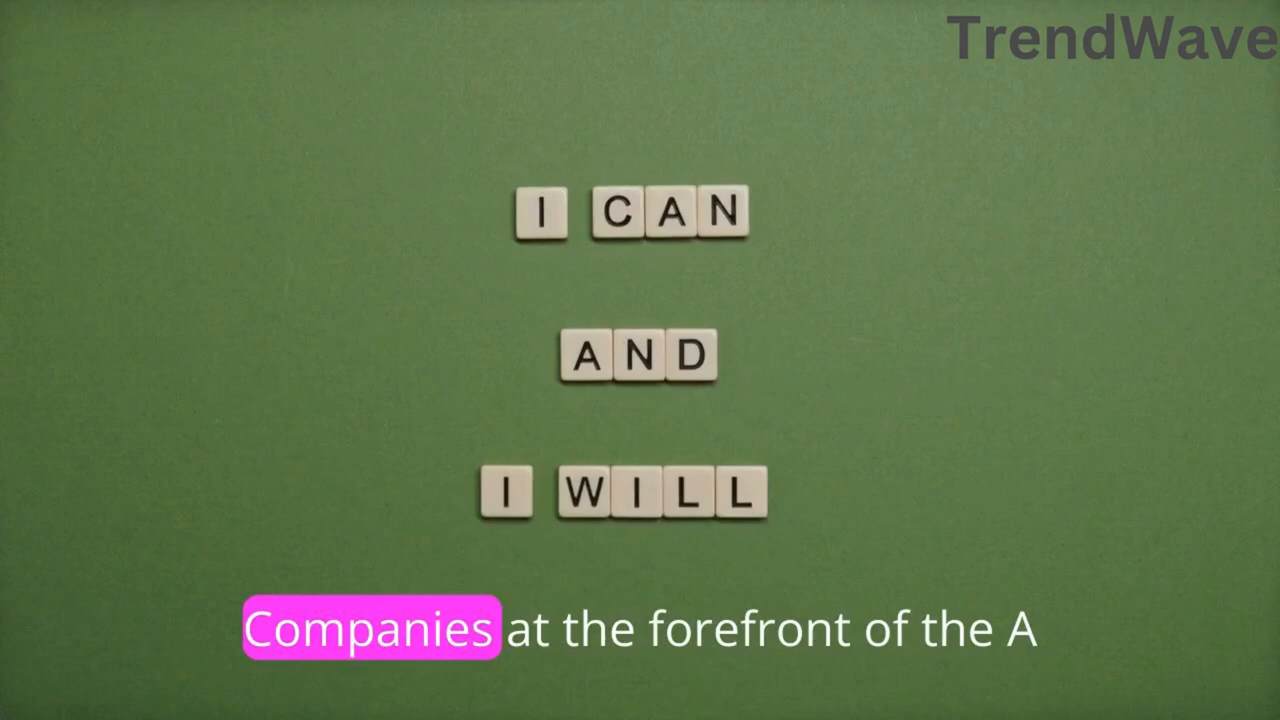 TrendWave
I CAN
AND
I WILL
Companies at the forefront of the A